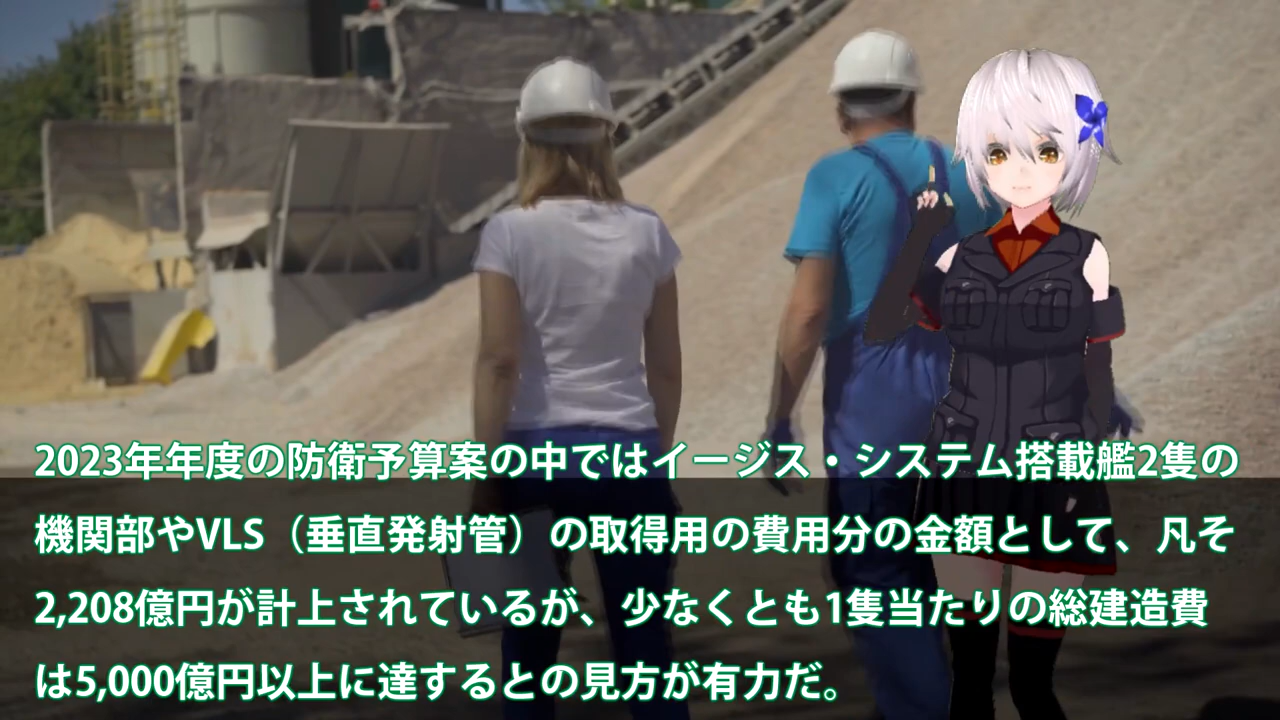 2023年年度の防衛予算案の中ではイージス・システム搭載艦2隻の
機関部やVLS（垂直発射管）の取得用の費用分の金額として、凡そ
2,208億円が計上されているが、少なくとも1隻当たりの総建造費
は5,000億円以上に達するとの見方が有力だ。